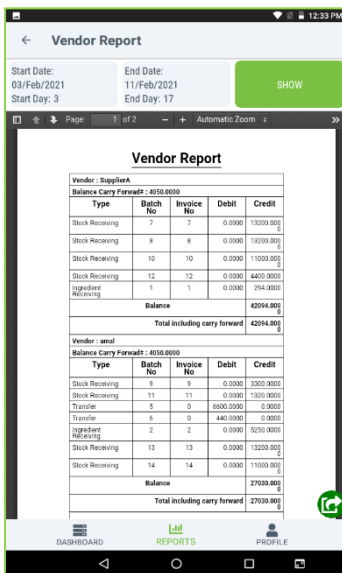 12:33 PM
Vendor Report
Start Date: End Date:
03/Feb/2021 11/Feb/2021 SHOW
Start Day: 3 End Day: 17
Page: 1 of 2 − + Automatic Zoom
Vendor Report
Vendor : SupplierA
Balance Carry Forwad# : 4050.0000
Type Batch No Invoice No Debit Credit
Stock Receiving 7 7 0.0000 13200.0000
Stock Receiving 8 8 0.0000 13200.0000
Stock Receiving 10 10 0.0000 11000.0000
Stock Receiving 12 12 0.0000 4400.0000
Ingredient Receiving 1 1 0.0000 294.0000
Balance 42094.0000
Total including carry forward 42094.0000
Vendor : amal
Balance Carry Forwad# : 4050.0000
Type Batch No Invoice No Debit Credit
Stock Receiving 9 9 0.0000 3300.0000
Stock Receiving 11 11 0.0000 1320.0000
Transfer 5 0 6600.0000 0.0000
Transfer 6 0 440.0000 0.0000
Ingredient Receiving 2 2 0.0000 5250.0000
Stock Receiving 13 13 0.0000 13200.0000
Stock Receiving 14 14 0.0000 11000.0000
Balance 27030.0000
Total including carry forward 27030.0000
DASHBOARD REPORTS PROFILE